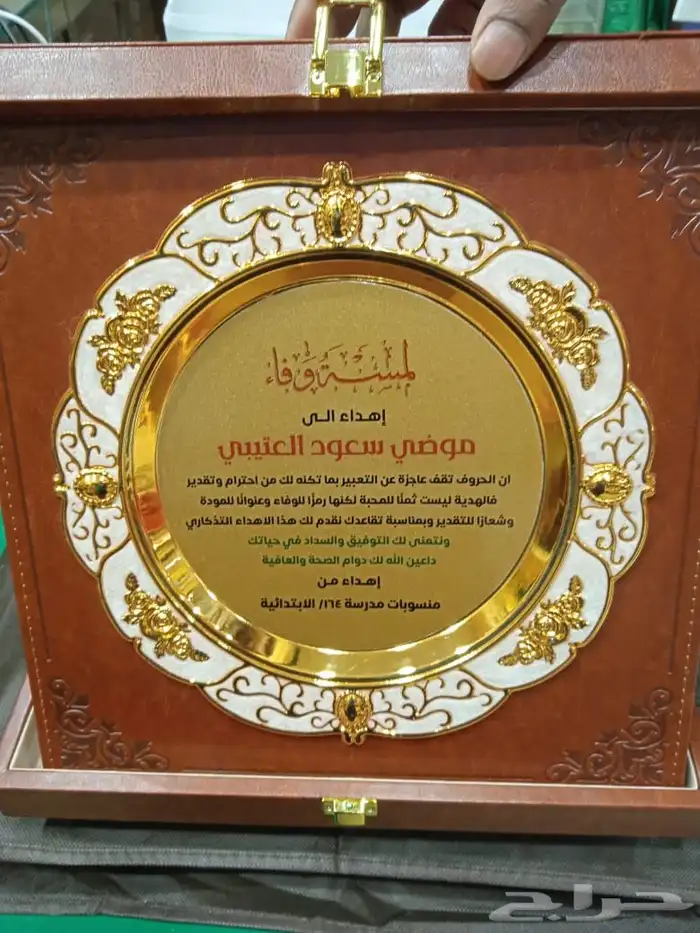 لمسة وفاء
إهداء الى
موضي سعود العتيبي
ان الحروف تقف عاجزة عن التعبير بما تكنه لك من احترام وتقدير
فالهدية ليست ثمنًا للمحبة لكنها رمزًا للوفاء وعنوانًا للمودة
وشعارًا للتقدير وبمناسبة تقاعدك نقدم لك هذا الاهداء التذكاري
ونتمنى لك التوفيق والسداد في حياتك
داعين الله لك دوام الصحة والعافية
إهداء من
منسوبات مدرسة ١٦٤/ الابتدائية
حراج